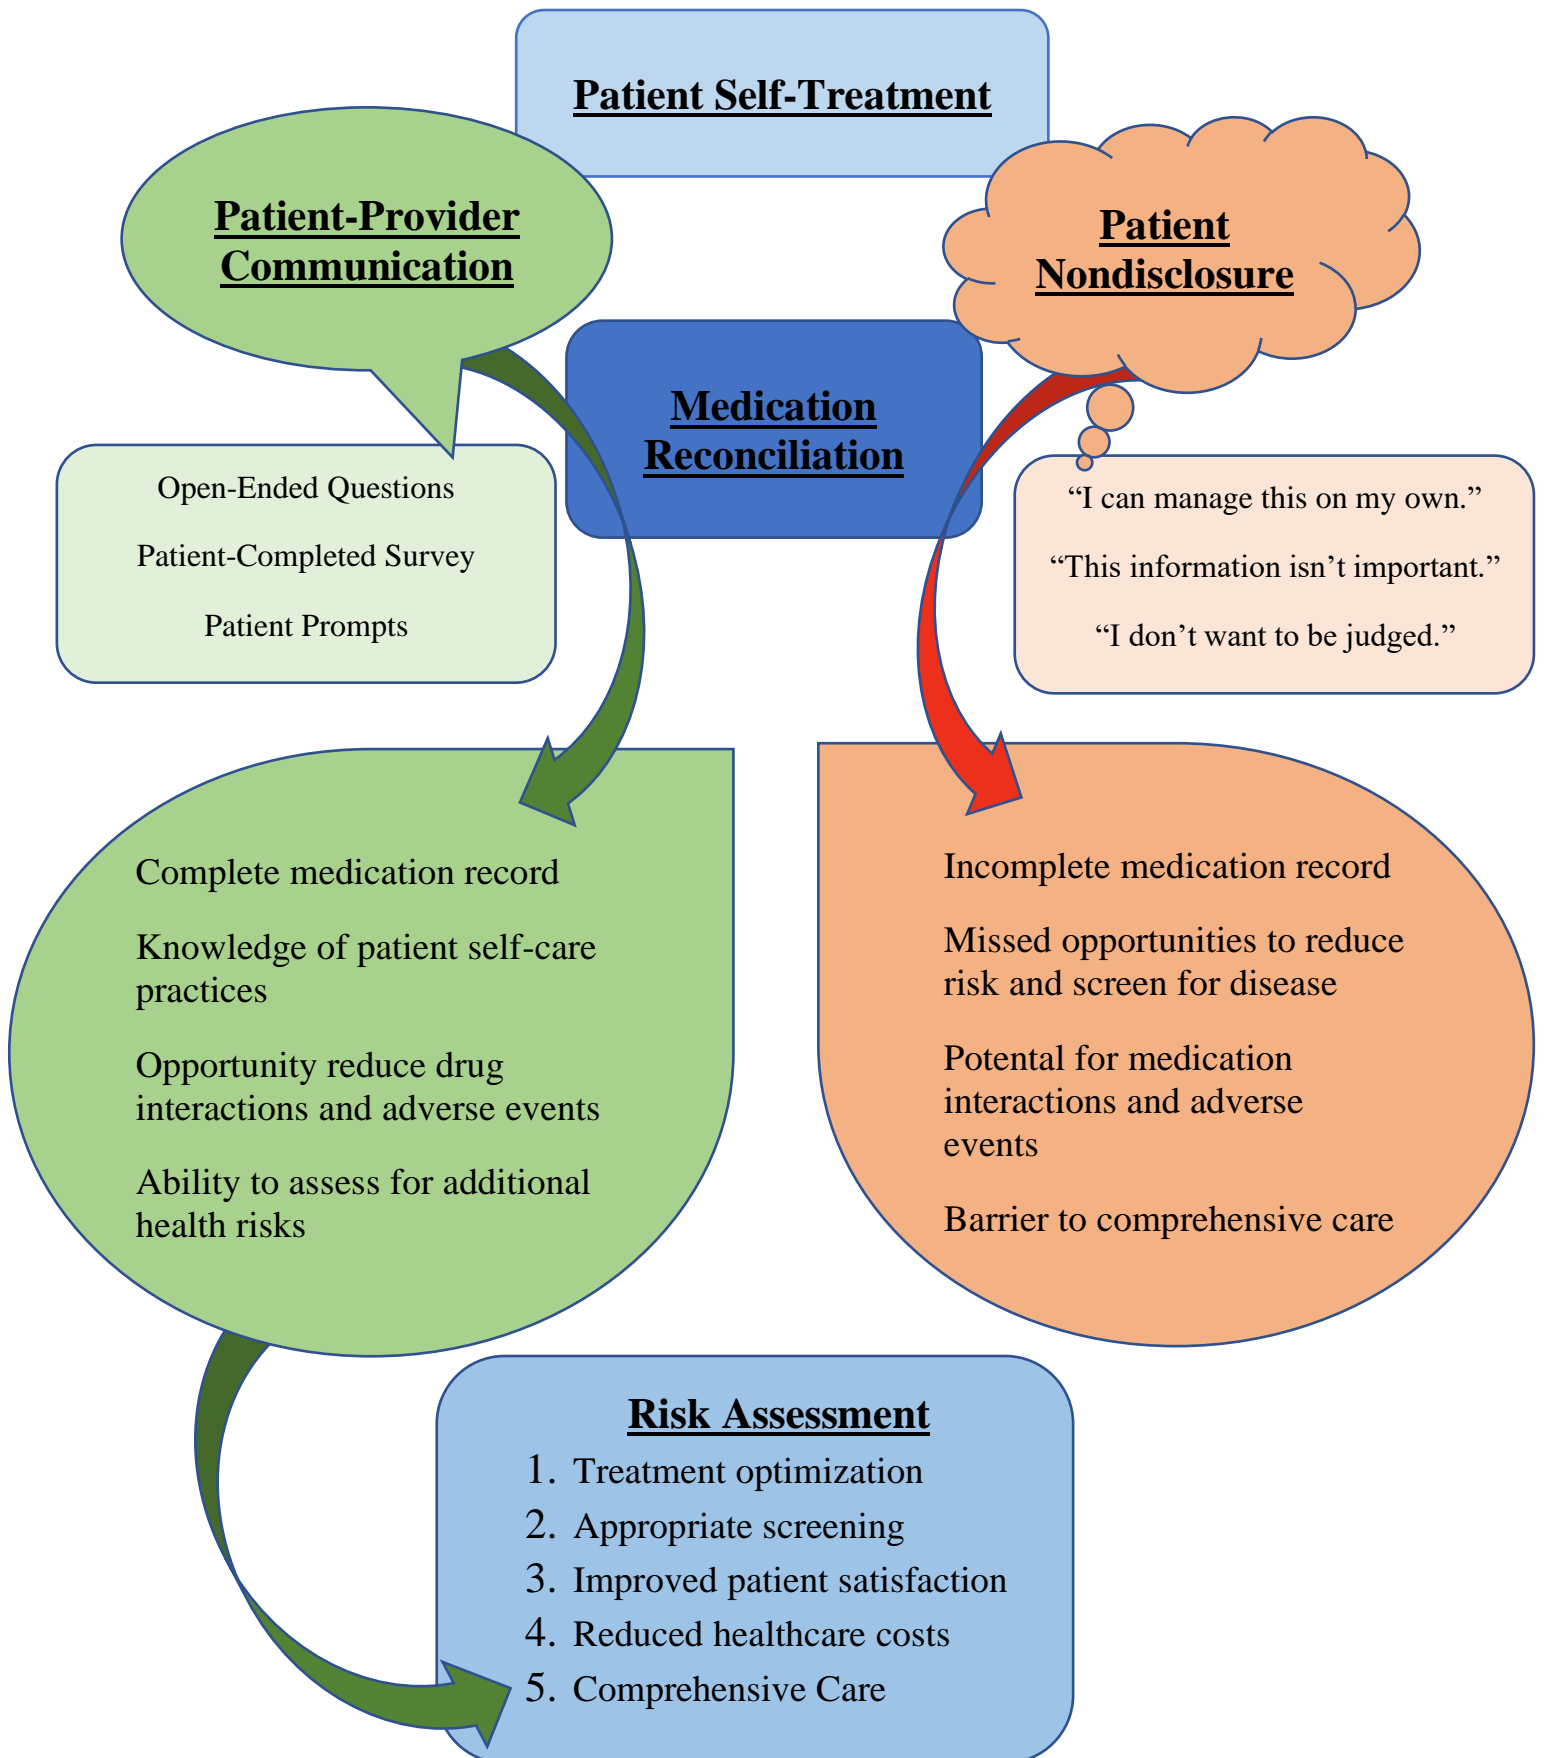 Patient Self-Treatment
Patient-Provider
Communication
Patient
Nondisclosure
Medication
Reconciliation
Open-Ended Questions
Patient-Completed Survey
Patient Prompts
“I can manage this on my own.”
“This information isn’t important.”
“I don’t want to be judged.”
Complete medication record
Knowledge of patient self-care
practices
Opportunity reduce drug
interactions and adverse events
Ability to assess for additional
health risks
Incomplete medication record
Missed opportunities to reduce
risk and screen for disease
Potental for medication
interactions and adverse
events
Barrier to comprehensive care
Risk Assessment
1. Treatment optimization
2. Appropriate screening
3. Improved patient satisfaction
4. Reduced healthcare costs
5. Comprehensive Care